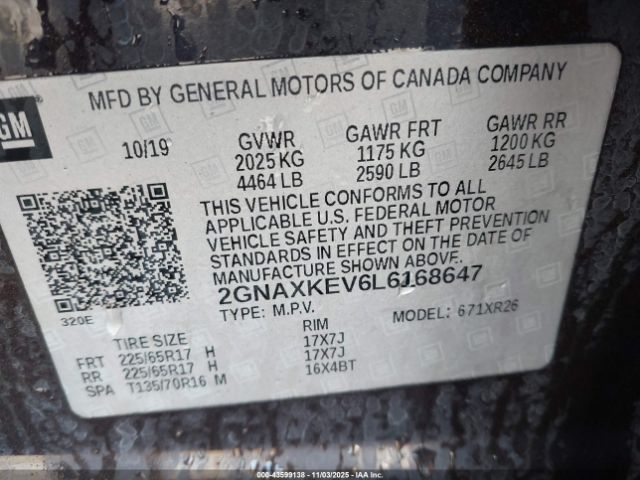 MFD BY GENERAL MOTORS OF CANADA COMPANY
GM
10/19 GVWR GAWR FRT GAWR RR
2025 KG 1175 KG 1200 KG
4464 LB 2590 LB 2645 LB
THIS VEHICLE CONFORMS TO ALL
APPLICABLE U.S. FEDERAL MOTOR
VEHICLE SAFETY AND THEFT PREVENTION
STANDARDS IN EFFECT ON THE DATE OF
MANUFACTURE SHOWN ABOVE.
2GNAXKEV6L6168647
320E
TYPE: M.P.V. MODEL: 671XR26
TIRE SIZE RIM
FRT 225/65R17 H 17X7J
RR 225/65R17 H 17X7J
SPA T135/70R16 M 16X4BT
000-43599138 - 11/03/2025 - IAA Inc.